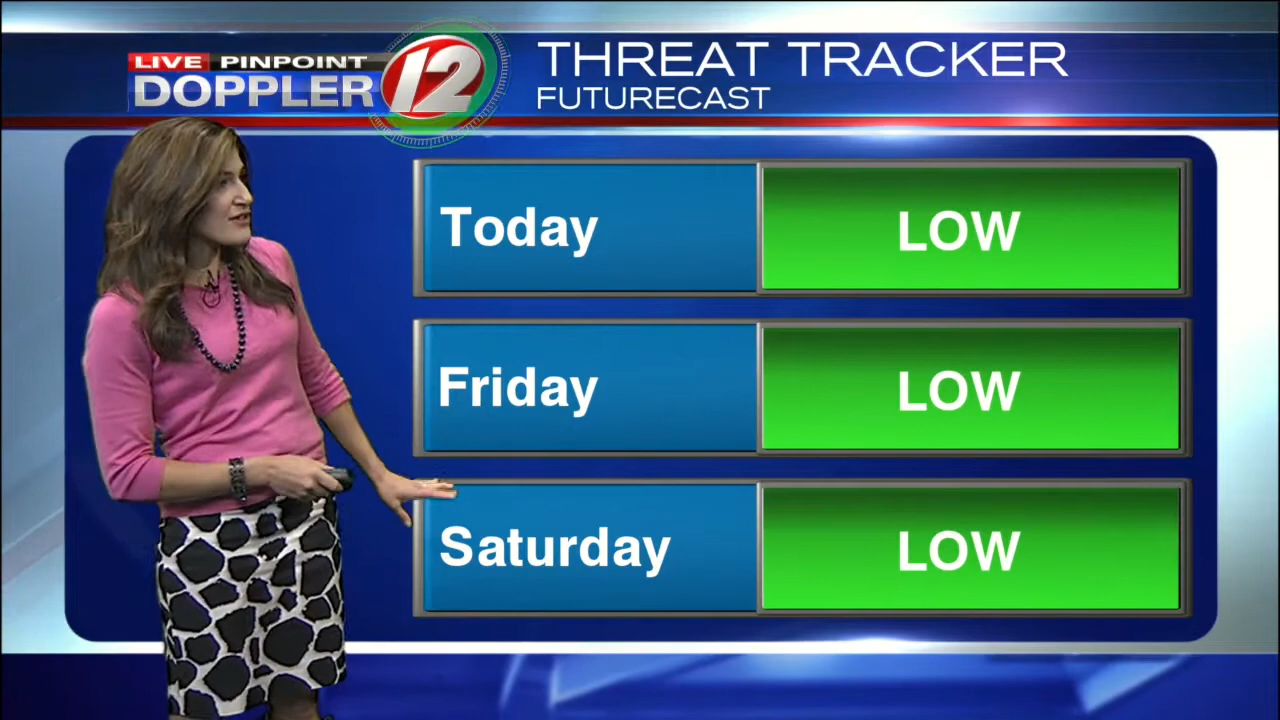 LIVE PINPOINT
DOPPLER 12
THREAT TRACKER
FUTURECAST
Today LOW
Friday LOW
Saturday LOW